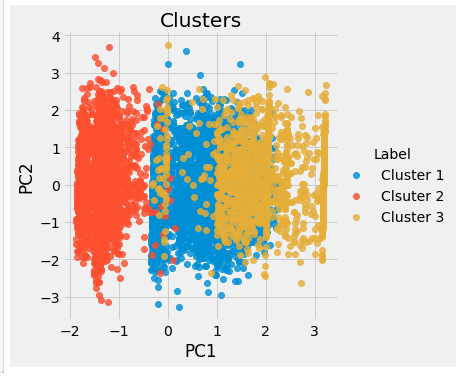 Clusters
4
3
2
1
0
−1
−2
−3
PC2
−2 −1 0 1 2 3
PC1
Label
Cluster 1
Clsuter 2
Cluster 3